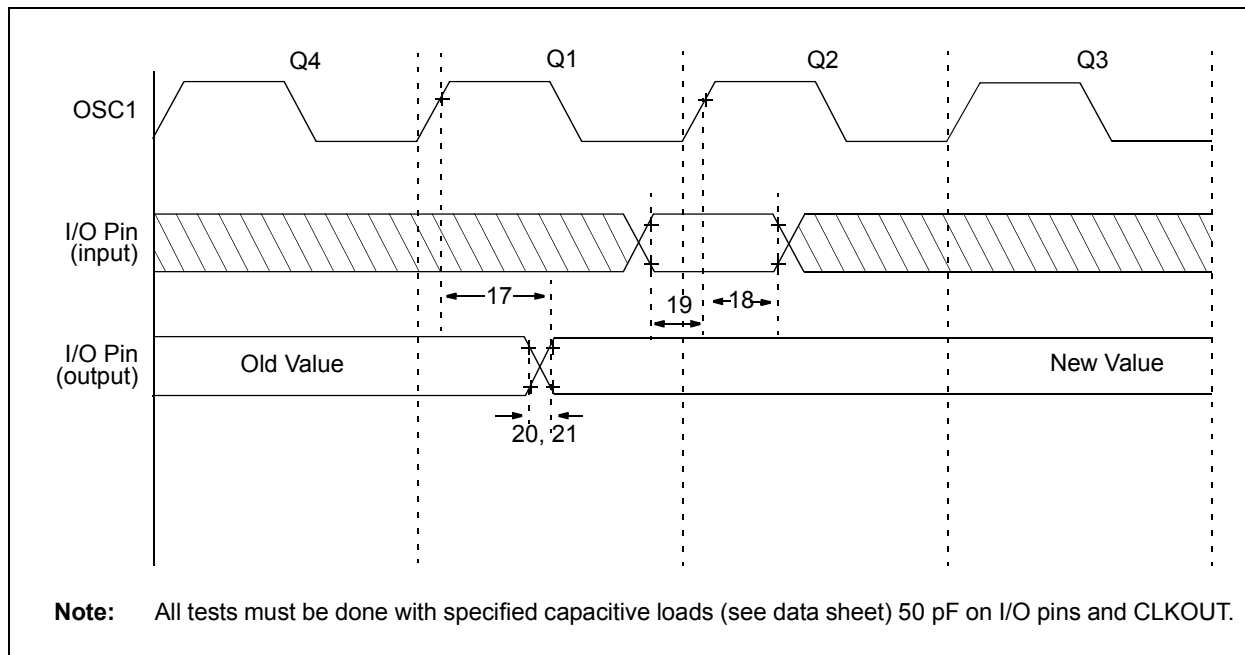 Q4 Q1 Q2 Q3
OSC1
I/O Pin
(input)
17 19 18
I/O Pin
(output)
Old Value New Value
20, 21
Note: All tests must be done with specified capacitive loads (see data sheet) 50 pF on I/O pins and CLKOUT.